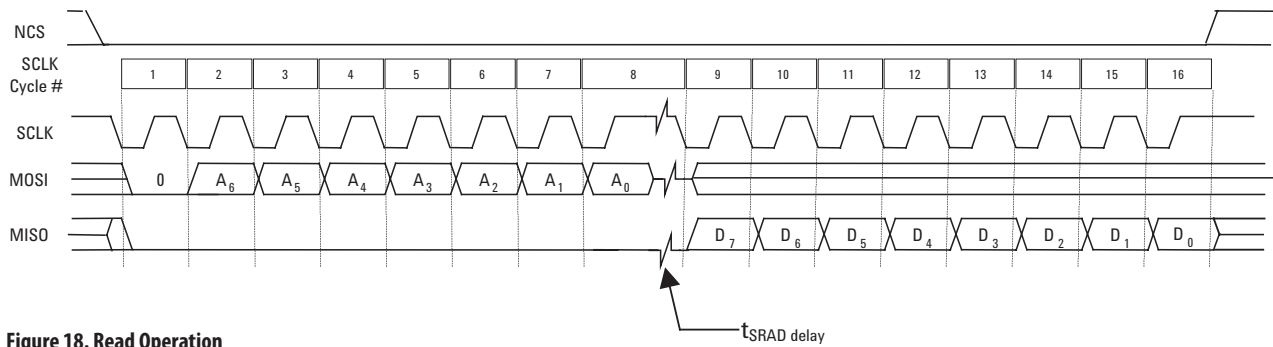 NCS
SCLK
Cycle #
1 2 3 4 5 6 7 8 9 10 11 12 13 14 15 16
SCLK
MOSI 0 A6 A5 A4 A3 A2 A1 A0
MISO D7 D6 D5 D4 D3 D2 D1 D0
tSRAD delay
Figure 18. Read Operation